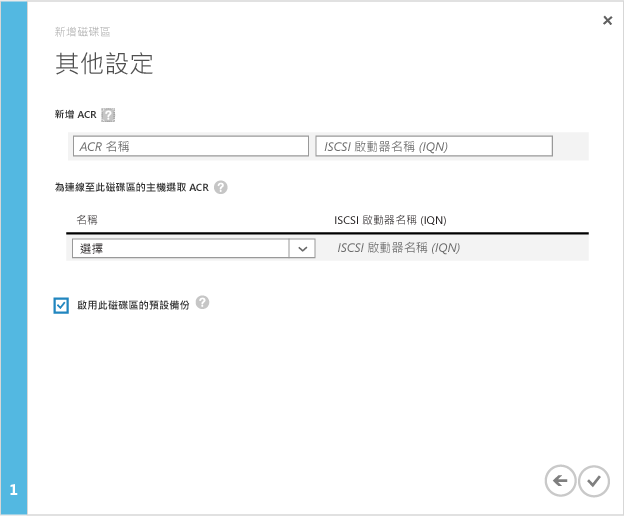 新增磁碟區
其他設定
新增 ACR ?
ACR 名稱 ISCSI 啟動器名稱 (IQN)
為連線至此磁碟區的主機選取 ACR ?
名稱 ISCSI 啟動器名稱 (IQN)
選擇 ISCSI 啟動器名稱 (IQN)
啟用此磁碟區的預設備份 ?
1